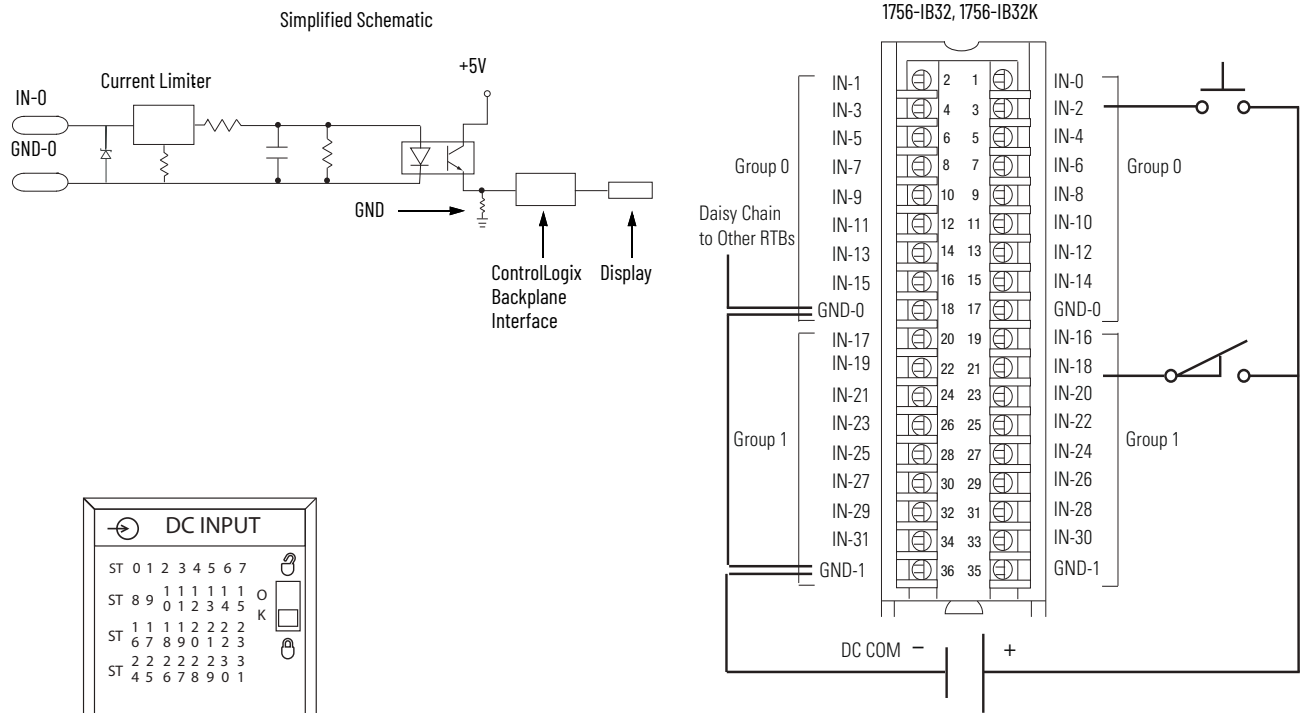 Simplified Schematic
+5V
Current Limiter
IN-0
GND-0
GND
ControlLogix
Backplane
Interface
Display
DC INPUT
ST 0 1 2 3 4 5 6 7
ST 8 9 10 11 12 13 14 15
ST 16 17 18 19 20 21 22 23
ST 24 25 26 27 28 29 30 31
O
K
1756-IB32, 1756-IB32K
IN-1 2 1 IN-0
IN-3 4 3 IN-2
IN-5 6 5 IN-4
IN-7 8 7 IN-6
IN-9 10 9 IN-8
IN-11 12 11 IN-10
IN-13 14 13 IN-12
IN-15 16 15 IN-14
GND-0 18 17 GND-0
IN-17 20 19 IN-16
IN-19 22 21 IN-18
IN-21 24 23 IN-20
IN-23 26 25 IN-22
IN-25 28 27 IN-24
IN-27 30 29 IN-26
IN-29 32 31 IN-28
IN-31 34 33 IN-30
GND-1 36 35 GND-1
Group 0
Group 0
Daisy Chain
to Other RTBs
Group 1
Group 1
DC COM − +